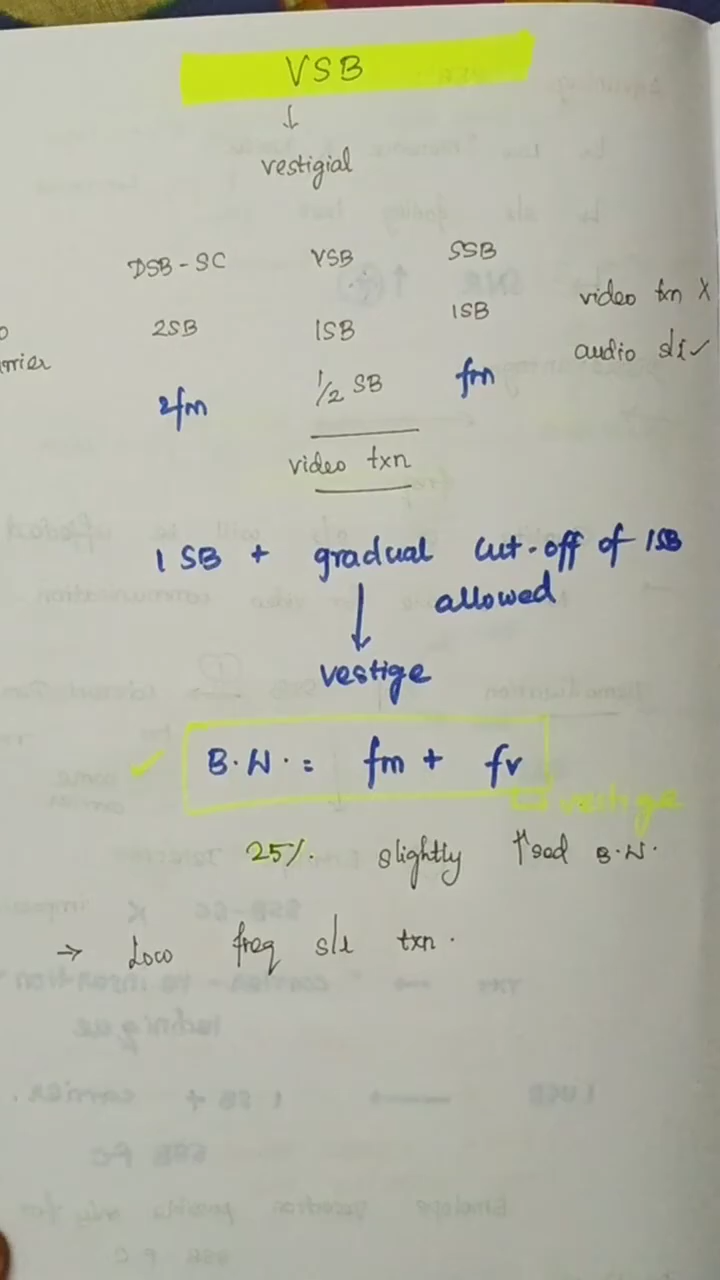 VSB
↓
vestigial
DSB-SC VSB SSB
2SB 1SB 1SB video txn X
2fm 1/2 SB fm audio s/l ✓
video txn
1 SB + gradual cut-off of 1SB
allowed
↓
vestige
✓ B.W. = fm + fv
vestige
25% slightly ↑sed B.W.
→ Low freq s/l txn.